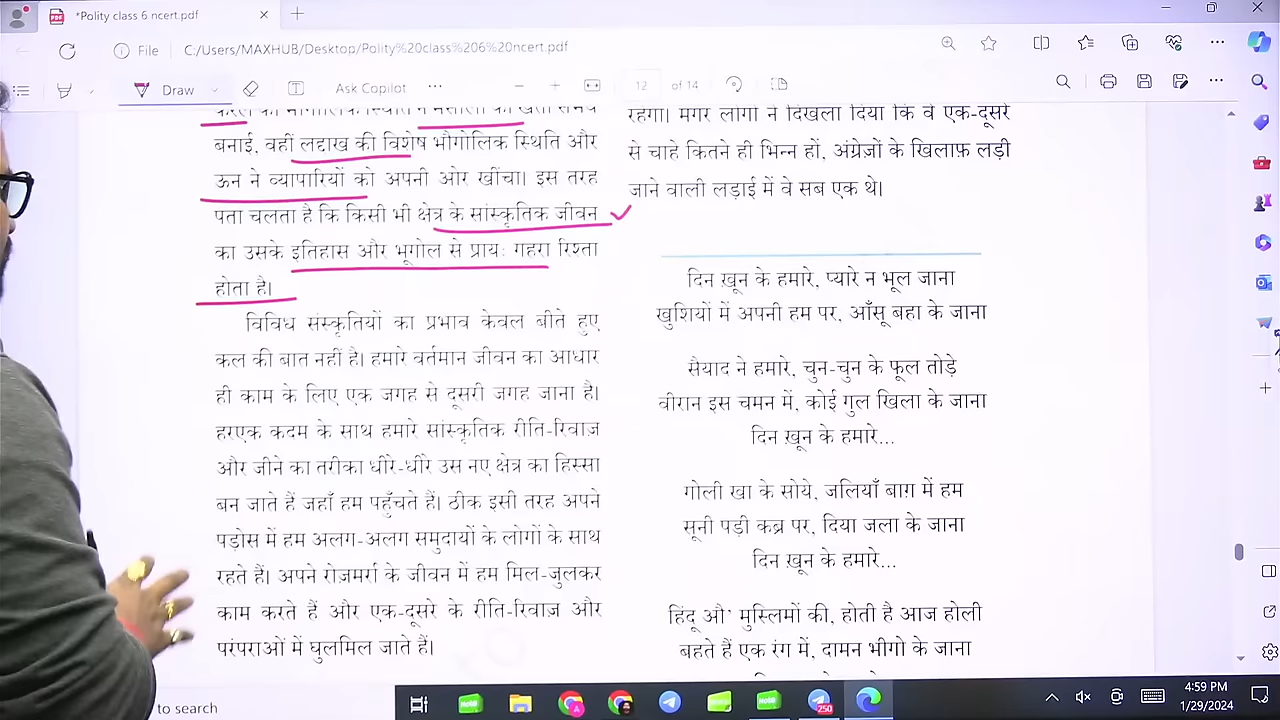 *Polity class 6 ncert.pdf
File
C:/Users/MAXHUB/Desktop/Polity%20class%206%20ncert.pdf
Draw
Ask Copilot
12 of 14
बनाई, वहीं लद्दाख की विशेष भौगोलिक स्थिति और
ऊन ने व्यापारियों को अपनी ओर खींचा। इस तरह
पता चलता है कि किसी भी क्षेत्र के सांस्कृतिक जीवन
का उसके इतिहास और भूगोल से प्रायः गहरा रिश्ता
होता है।
विविध संस्कृतियों का प्रभाव केवल बीते हुए
कल की बात नहीं है। हमारे वर्तमान जीवन का आधार
ही काम के लिए एक जगह से दूसरी जगह जाना है।
हरएक कदम के साथ हमारे सांस्कृतिक रीति-रिवाज़
और जीने का तरीका धीरे-धीरे उस नए क्षेत्र का हिस्सा
बन जाते हैं जहाँ हम पहुँचते हैं। ठीक इसी तरह अपने
पड़ोस में हम अलग-अलग समुदायों के लोगों के साथ
रहते हैं। अपने रोज़मर्रा के जीवन में हम मिल-जुलकर
काम करते हैं और एक-दूसरे के रीति-रिवाज़ और
परंपराओं में घुलमिल जाते हैं।
रहेगा। मगर लोगों ने दिखला दिया कि वे एक-दूसरे
से चाहे कितने ही भिन्न हों, अंग्रेजों के खिलाफ़ लड़ी
जाने वाली लड़ाई में वे सब एक थे।
दिन खून के हमारे, प्यारे न भूल जाना
खुशियों में अपनी हम पर, आँसू बहा के जाना
सैयाद ने हमारे, चुन-चुन के फूल तोड़े
वीरान इस चमन में, कोई गुल खिला के जाना
दिन ख़ून के हमारे...
गोली खा के सोये, जलियाँ बाग़ में हम
सूनी पड़ी कब्र पर, दिया जला के जाना
दिन ख़ून के हमारे...
हिंदू औ' मुस्लिमों की, होती है आज होली
बहते हैं एक रंग में, दामन भीगो के जाना
to search
250
4:59 PM
1/29/2024